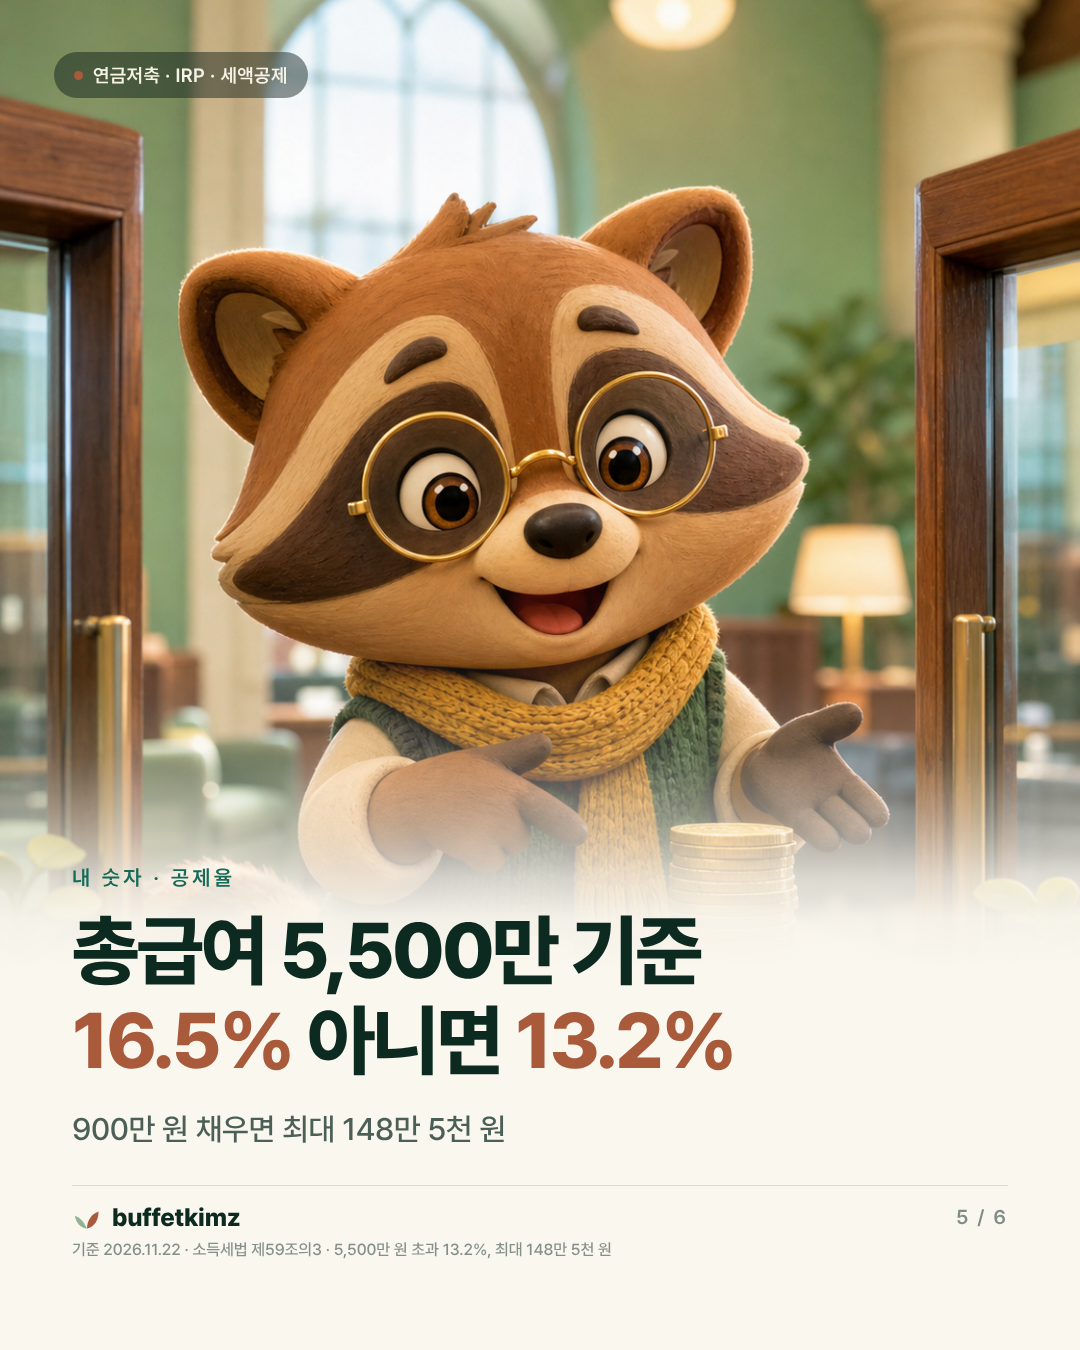 연금저축 · IRP · 세액공제
내 숫자 · 공제율
총급여 5,500만 기준
16.5% 아니면 13.2%
900만 원 채우면 최대 148만 5천 원
buffetkimz
5 / 6
기준 2026.11.22 · 소득세법 제59조의3 · 5,500만 원 초과 13.2%, 최대 148만 5천 원